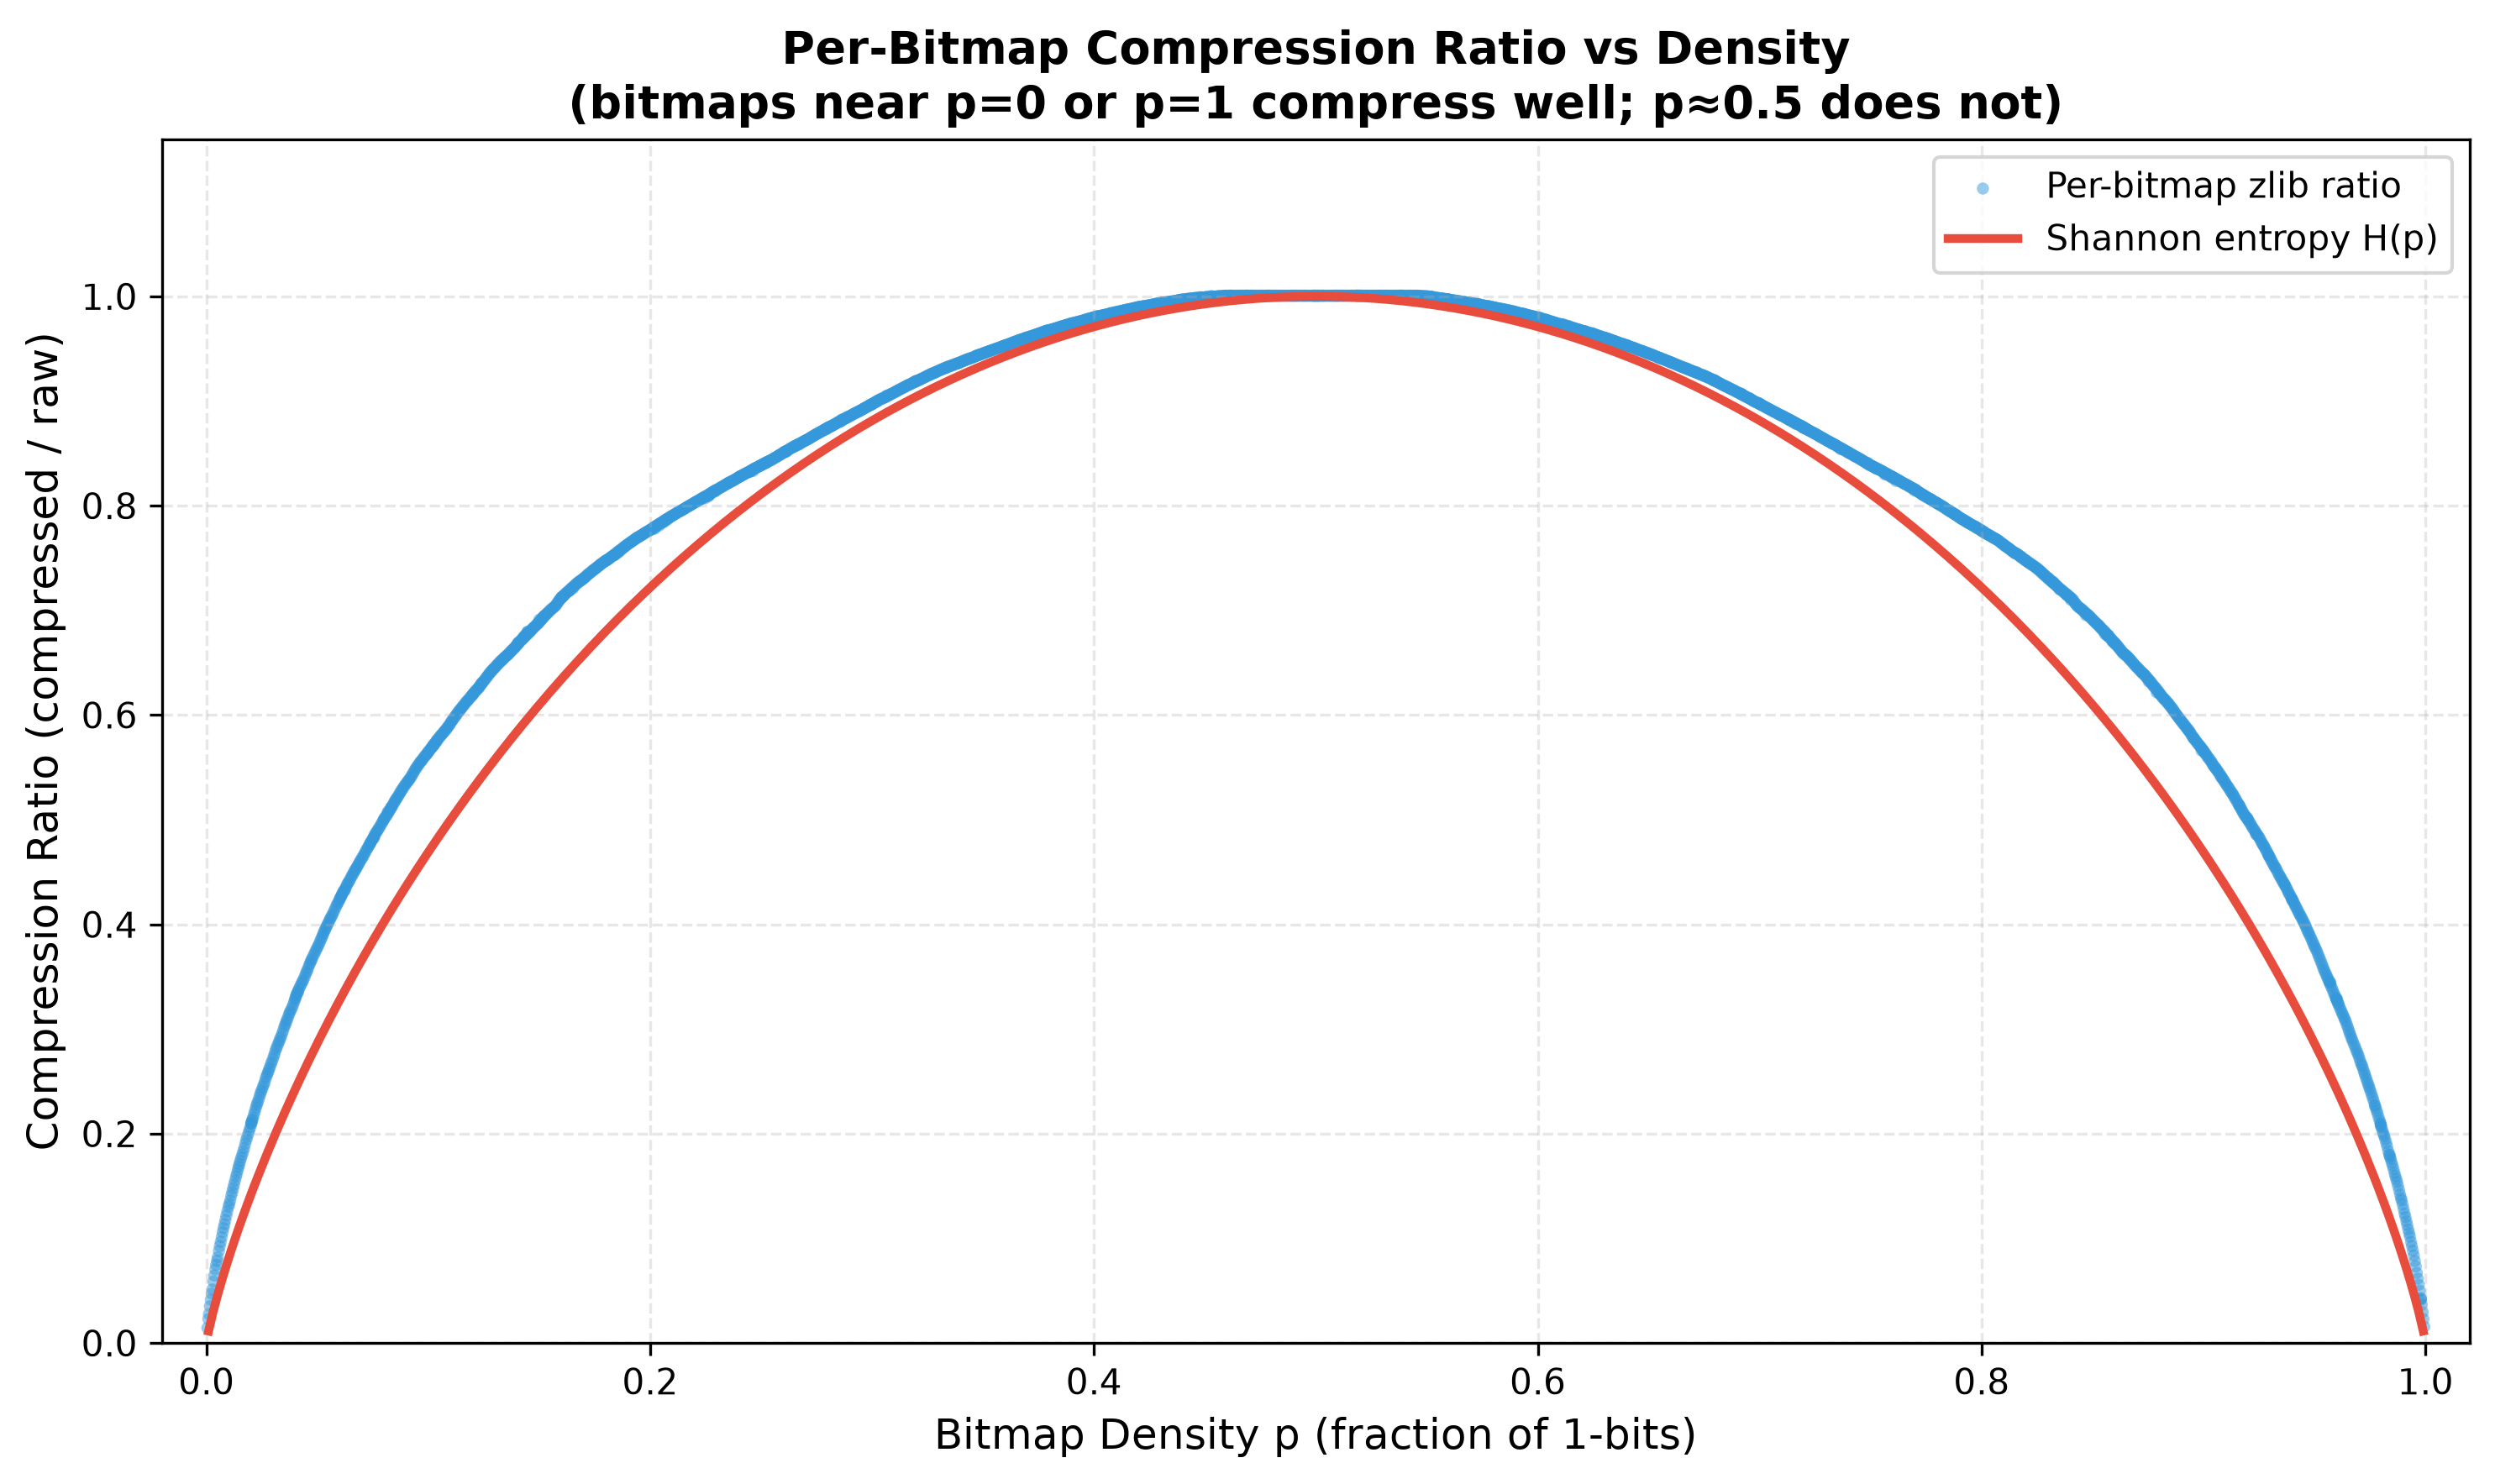 Per-Bitmap Compression Ratio vs Density
(bitmaps near p=0 or p=1 compress well; p≈0.5 does not)
Per-bitmap zlib ratio
Shannon entropy H(p)
Compression Ratio (compressed / raw)
1.0
0.8
0.6
0.4
0.2
0.0
0.0 0.2 0.4 0.6 0.8 1.0
Bitmap Density p (fraction of 1-bits)